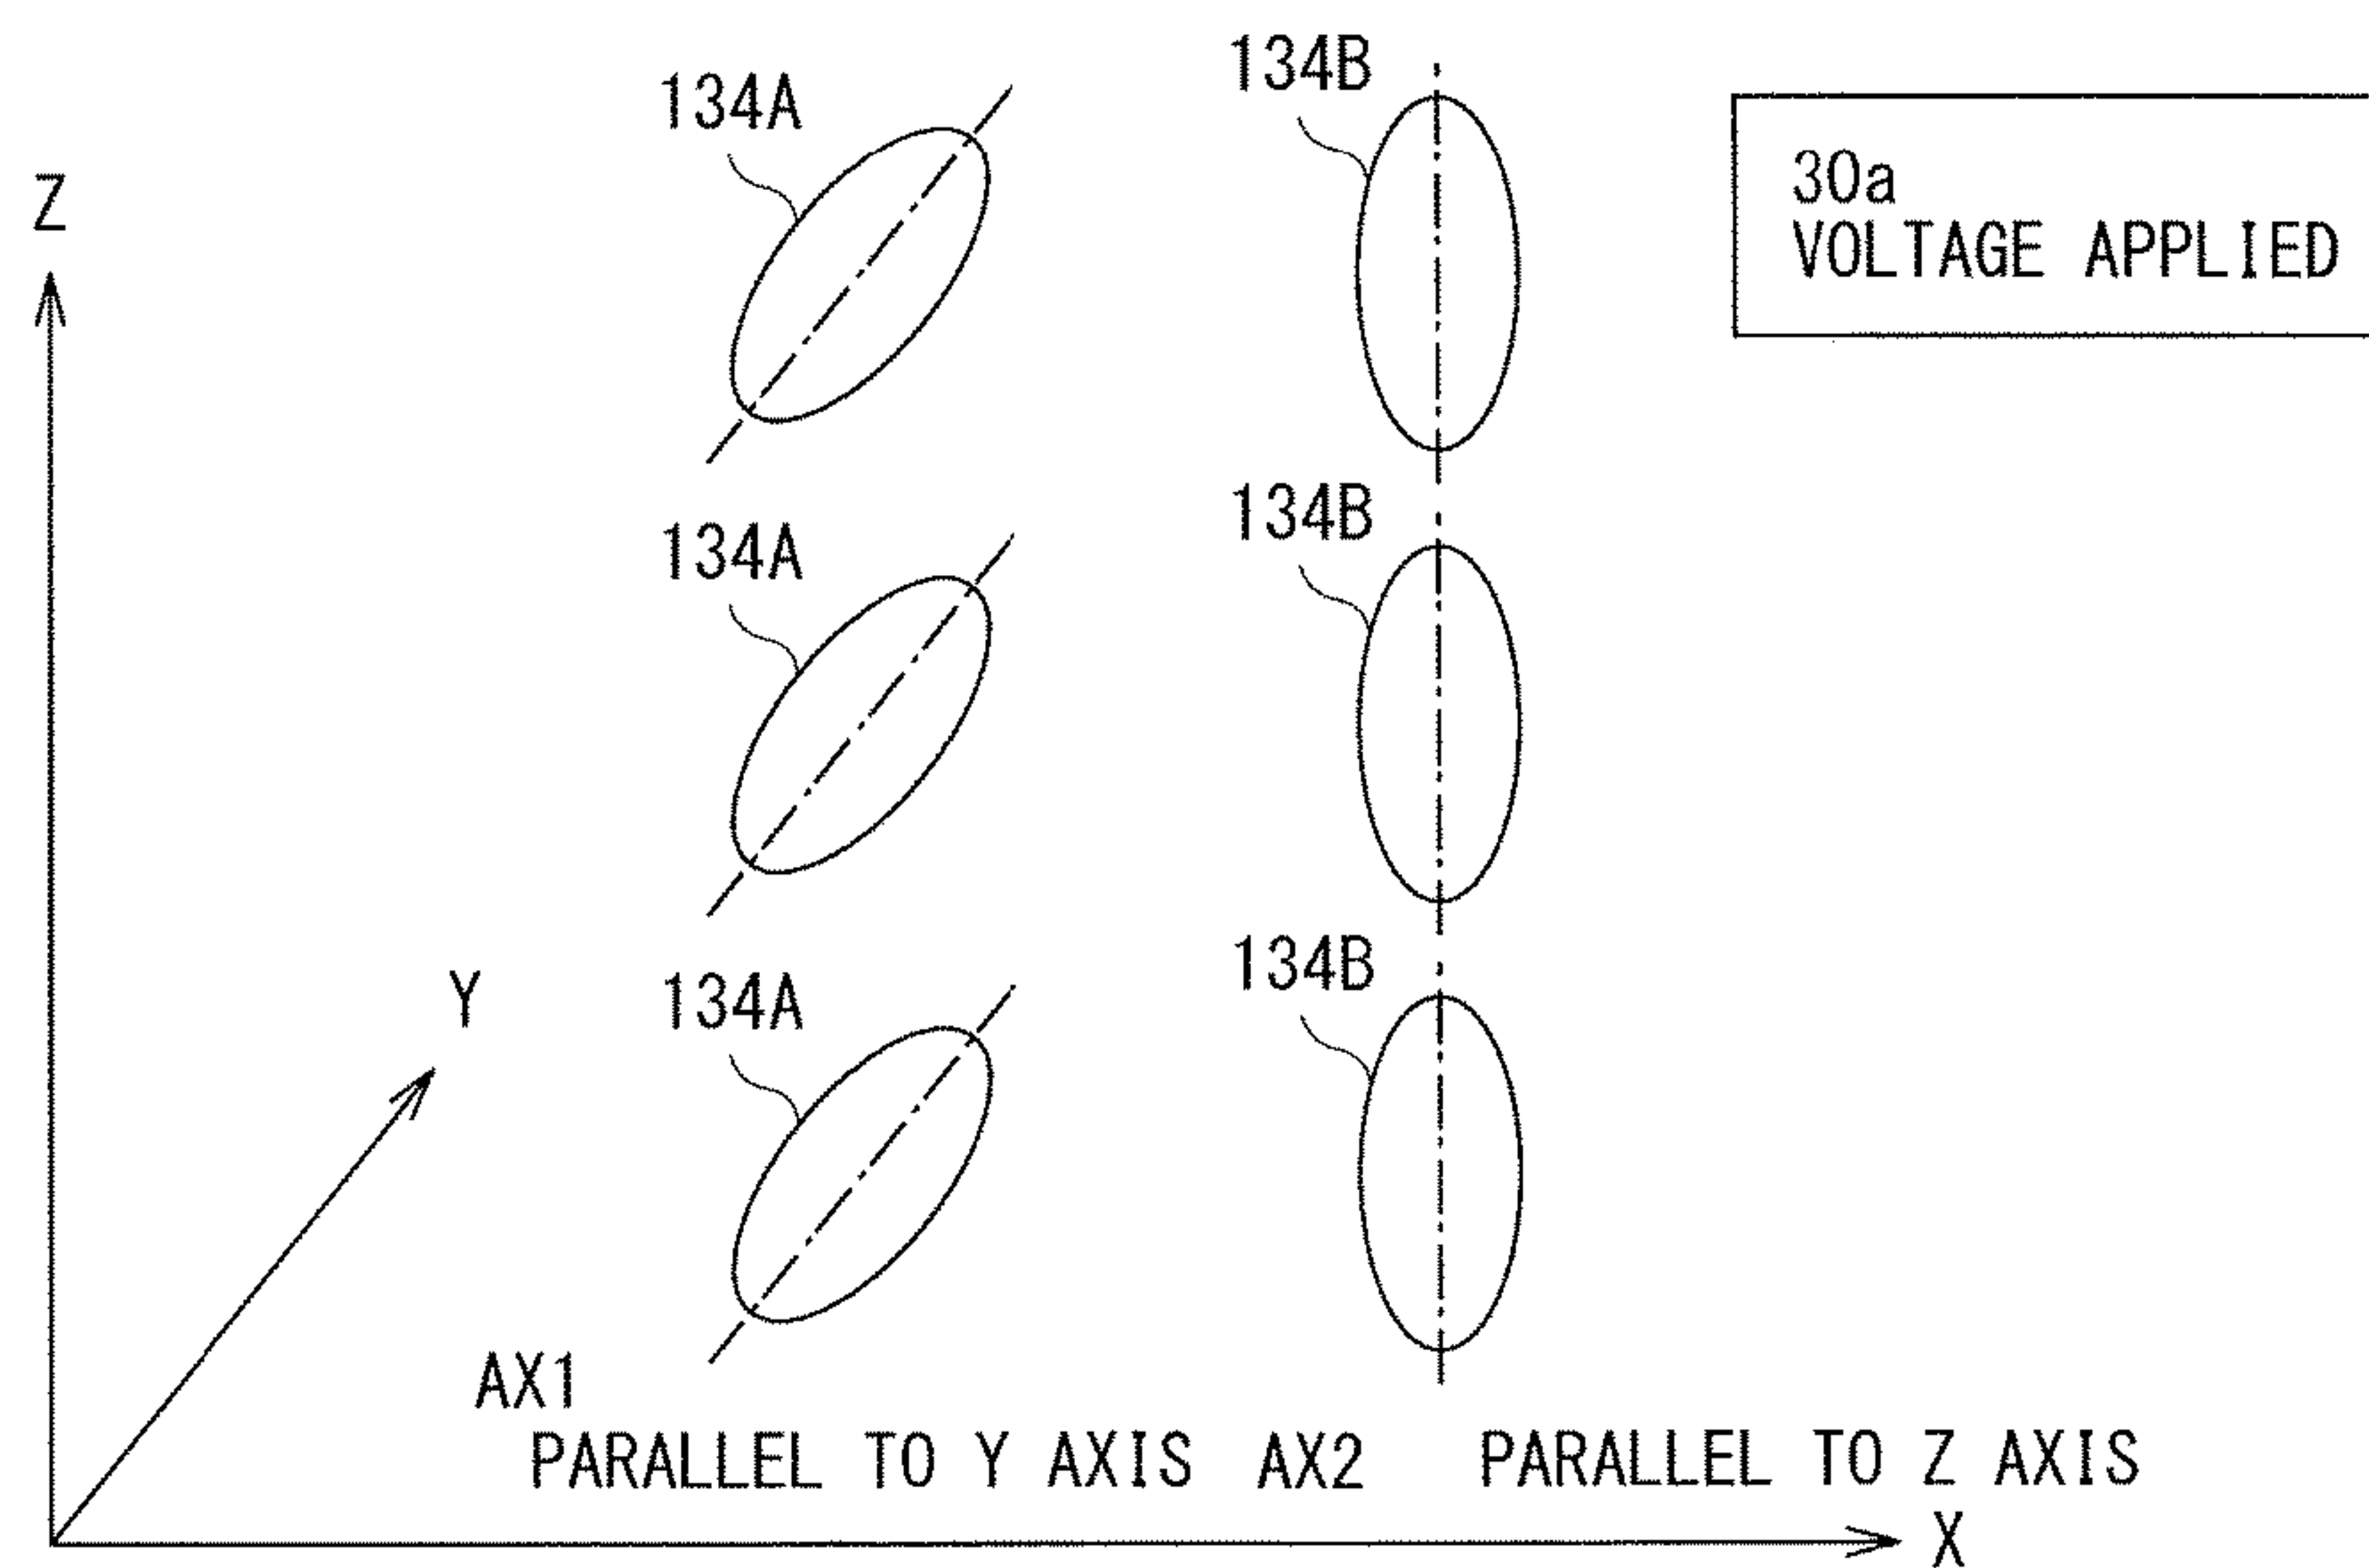 134A
134B
30a
VOLTAGE APPLIED
Z
134A
134B
134A
134B
Y
AX1
PARALLEL TO Y AXIS AX2 PARALLEL TO Z AXIS
X